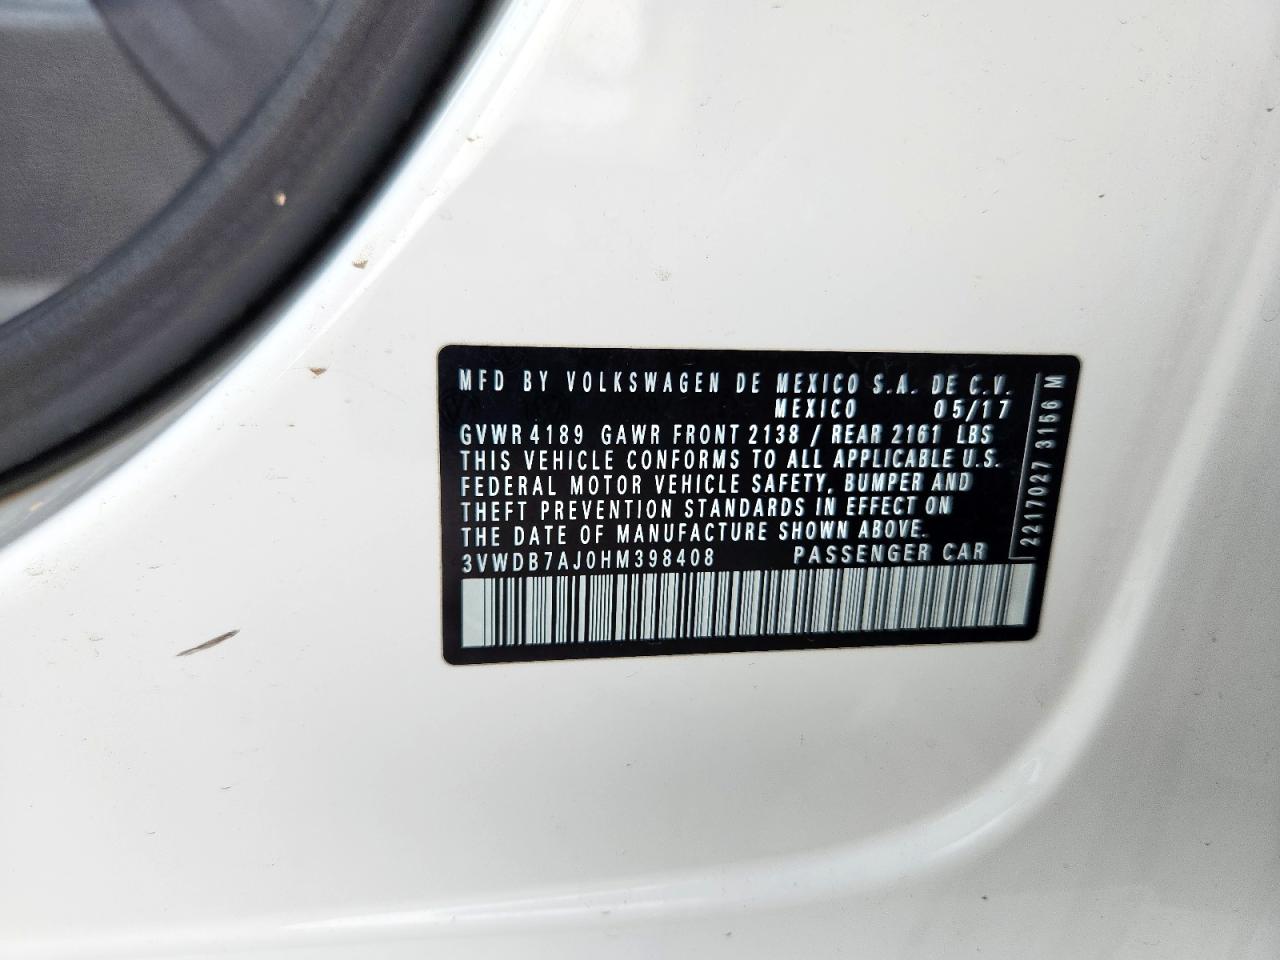 MFD BY VOLKSWAGEN DE MEXICO S.A. DE C.V.
MEXICO 05/17
GVWR 4189 GAWR FRONT 2138 / REAR 2161 LBS
THIS VEHICLE CONFORMS TO ALL APPLICABLE U.S.
FEDERAL MOTOR VEHICLE SAFETY, BUMPER AND
THEFT PREVENTION STANDARDS IN EFFECT ON
THE DATE OF MANUFACTURE SHOWN ABOVE.
3VWDB7AJ0HM398408 PASSENGER CAR
2217027 3156 M